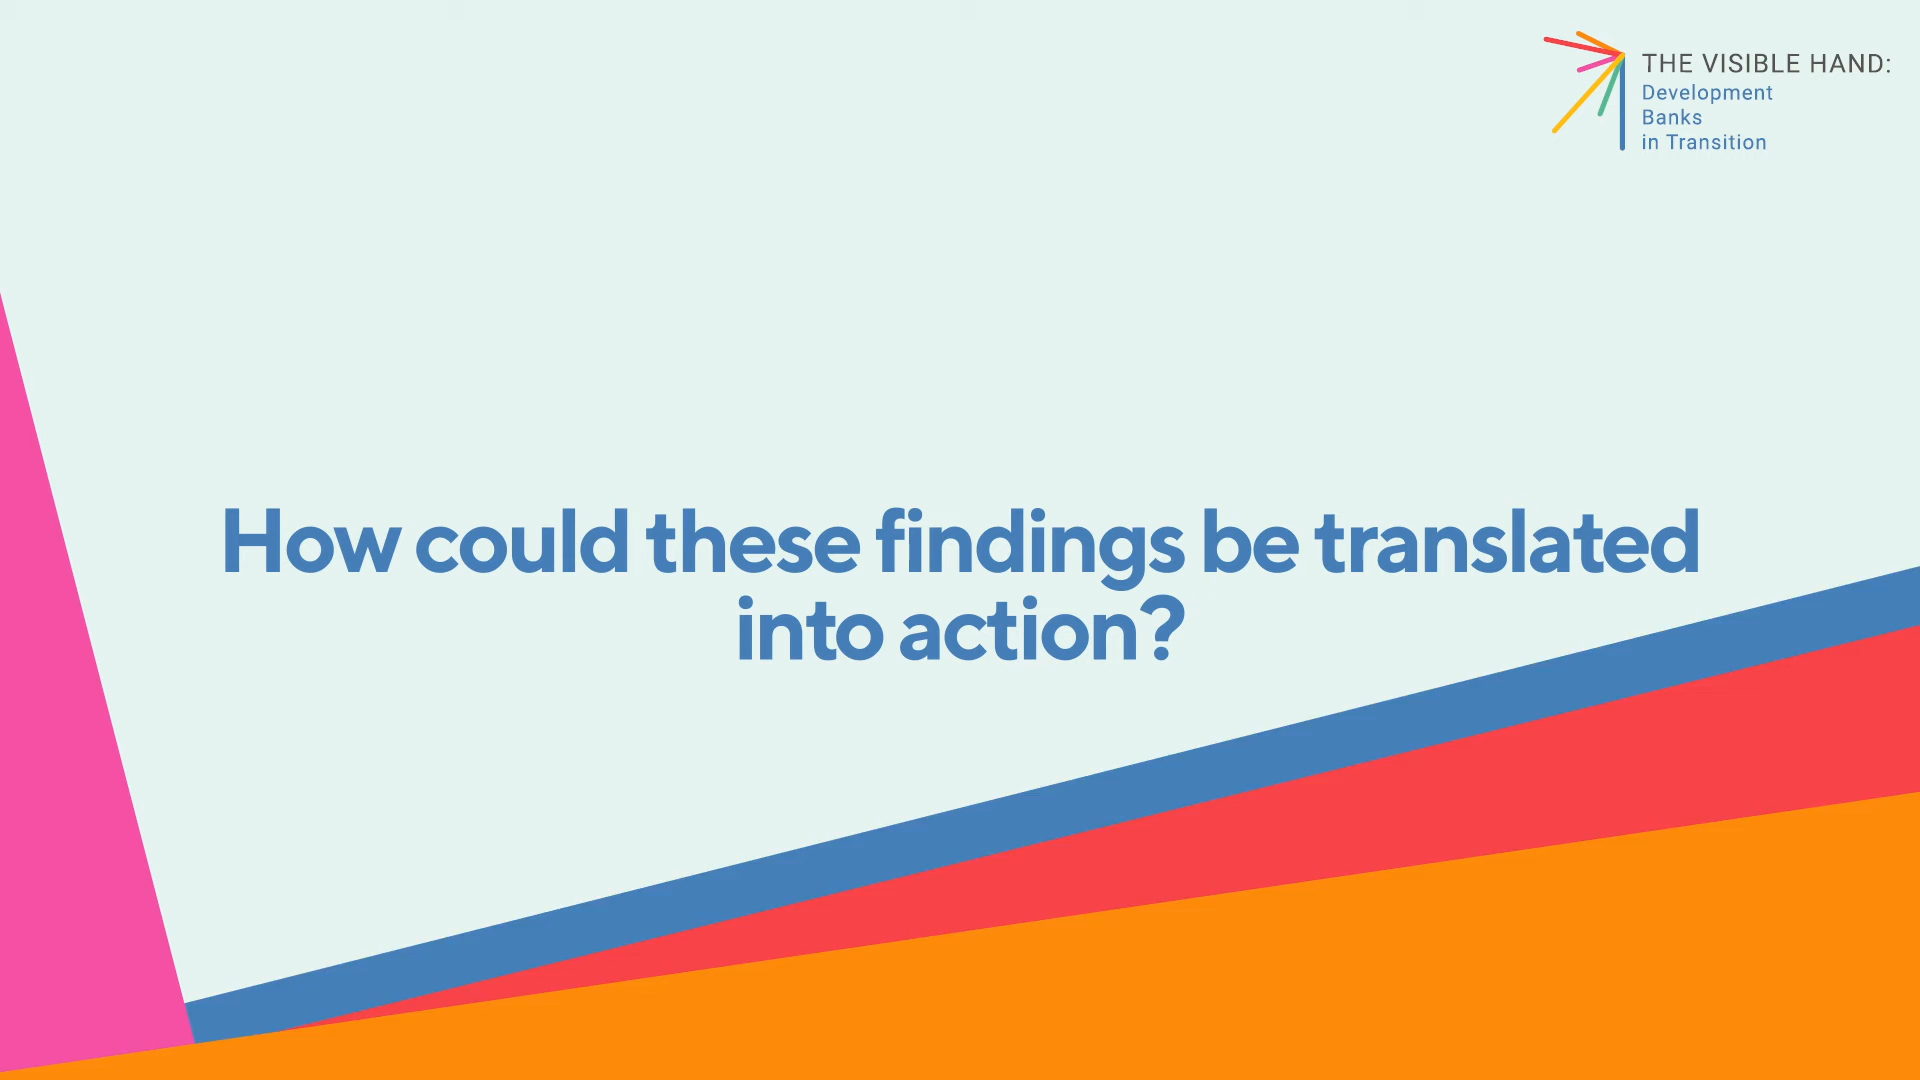 THE VISIBLE HAND:
Development
Banks
in Transition
How could these findings be translated
into action?